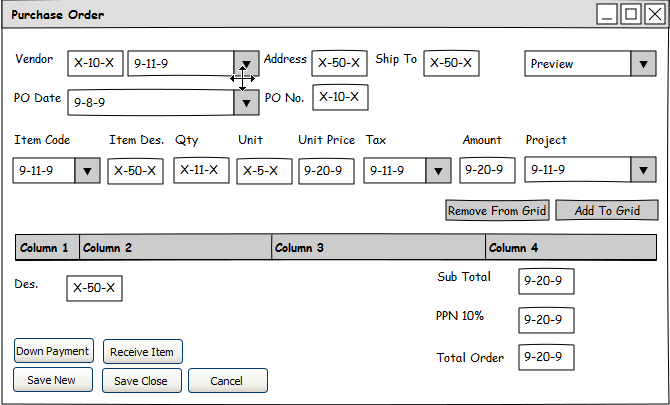 Purchase Order
Vendor X-10-X 9-11-9 Address X-50-X Ship To X-50-X Preview
PO Date 9-8-9 PO No. X-10-X
Item Code Item Des. Qty Unit Unit Price Tax Amount Project
9-11-9 X-50-X X-11-X X-5-X 9-20-9 9-11-9 9-20-9 9-11-9
Remove From Grid Add To Grid
Column 1 Column 2 Column 3 Column 4
Des. X-50-X Sub Total 9-20-9
PPN 10% 9-20-9
Total Order 9-20-9
Down Payment Receive Item
Save New Save Close Cancel